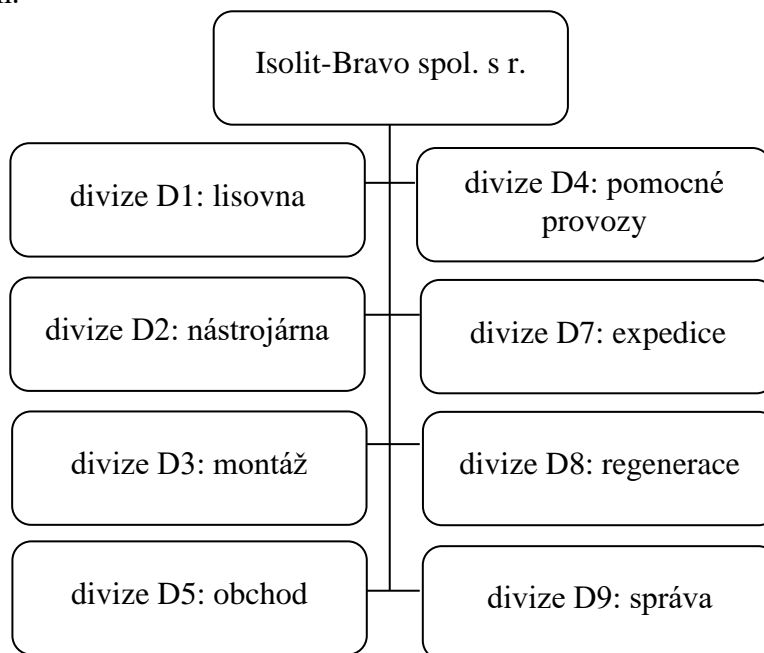 Isolit-Bravo spol. s r.
divize D1: lisovna
divize D4: pomocné
provozy
divize D2: nástrojárna
divize D7: expedice
divize D3: montáž
divize D8: regenerace
divize D5: obchod
divize D9: správa